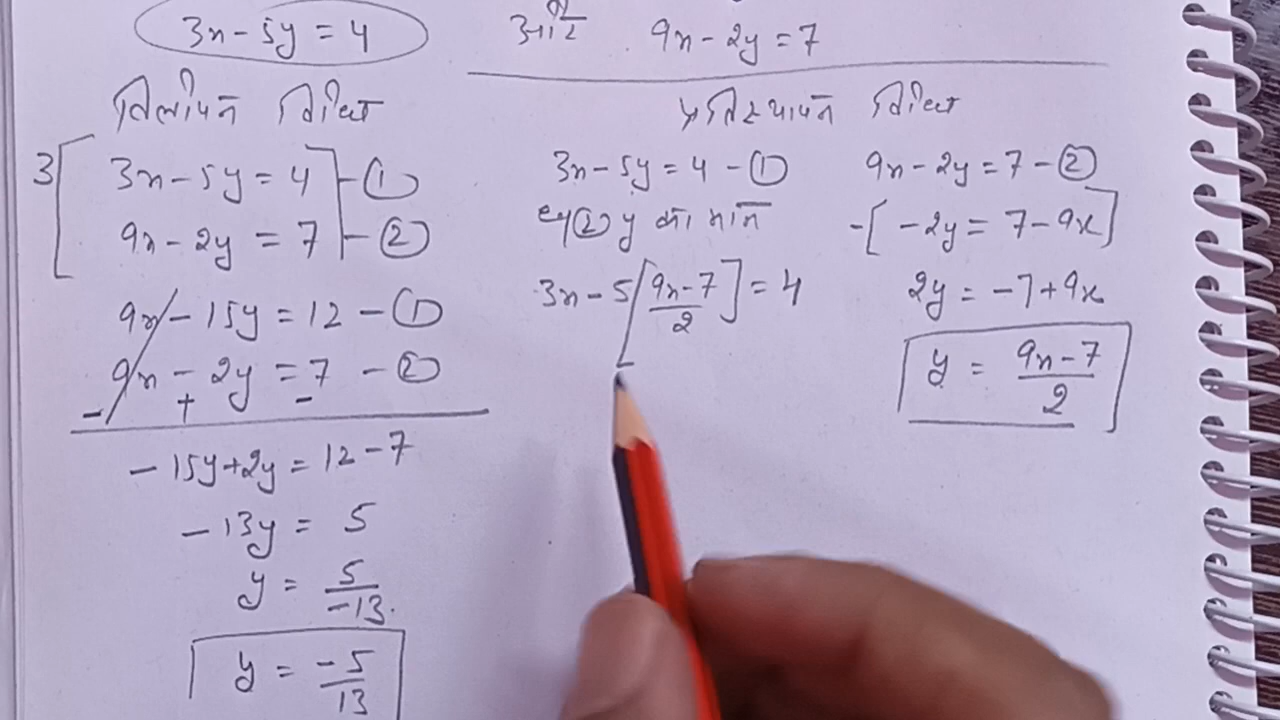 3x - 5y = 4 और 9x - 2y = 7
विलोपन विधि
3 [ 3x - 5y = 4 ] - ①
9x - 2y = 7 - ②
9x - 15y = 12 - ①
9x - 2y = 7 - ②
- + -
- 15y + 2y = 12 - 7
- 13y = 5
y = 5/-13.
y = -5/13
प्रतिस्थापन विधि
3x - 5y = 4 - ①
eq② y का मान
3x - 5[9x - 7/2] = 4
9x - 2y = 7 - ②
-[ - 2y = 7 - 9x ]
2y = -7 + 9x
y = 9x - 7/2